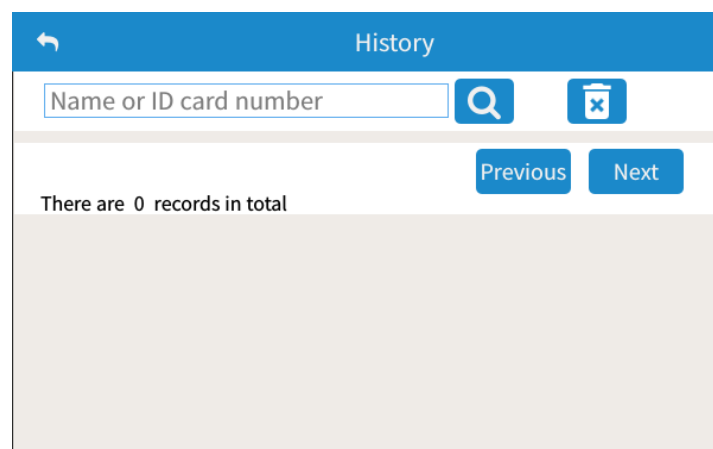 History
Name or ID card number
Previous Next
There are 0 records in total